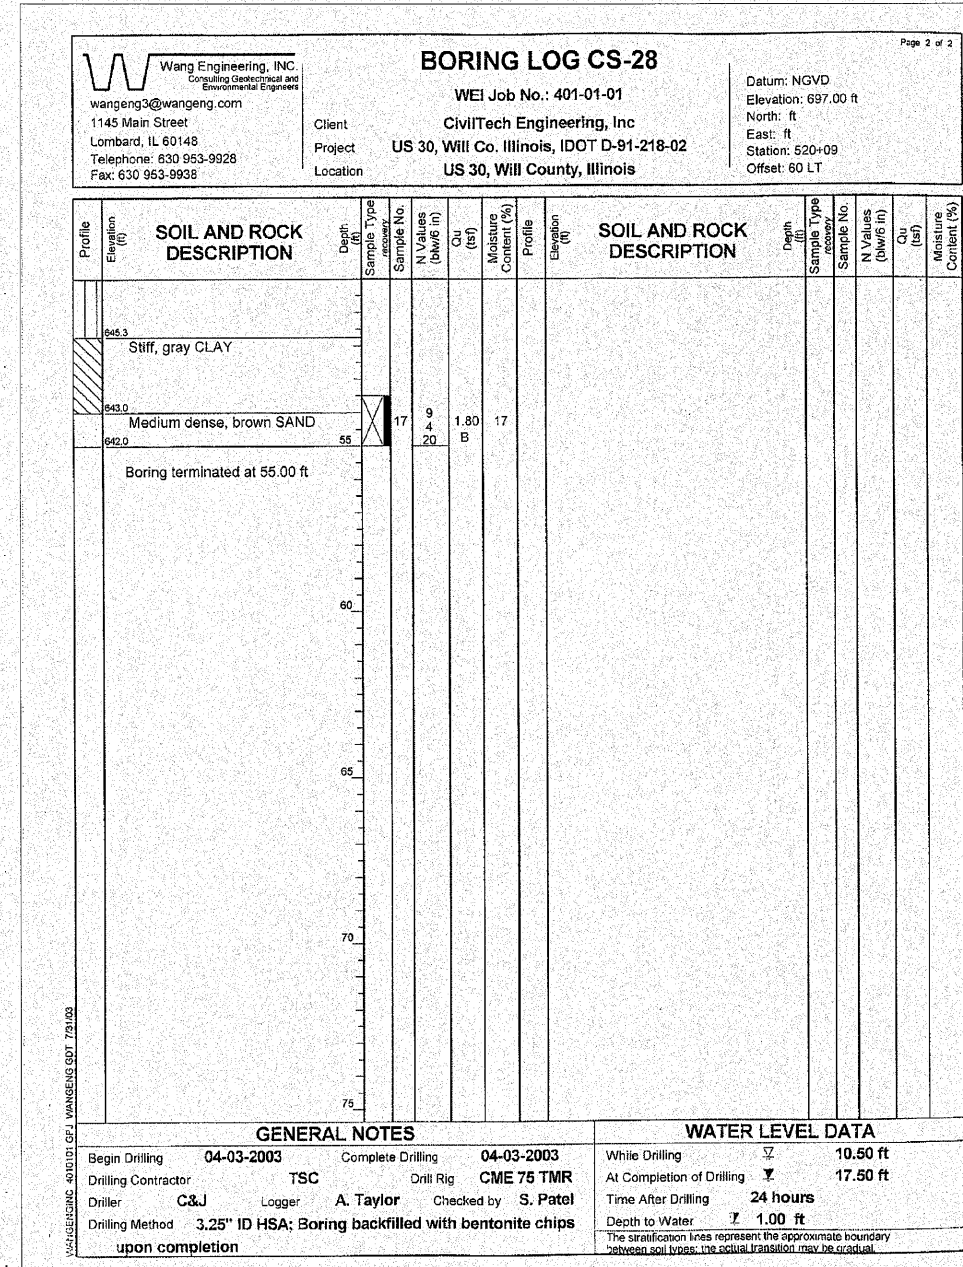 Page 2 of 2
Wang Engineering, INC.
Consulting Geotechnical and
Environmental Engineers
wangeng3@wangeng.com
1145 Main Street
Lombard, IL 60148
Telephone: 630 953-9928
Fax: 630 953-9938
BORING LOG CS-28
WEI Job No.: 401-01-01
Client CivilTech Engineering, Inc
Project US 30, Will Co. Illinois, IDOT D-91-218-02
Location US 30, Will County, Illinois
Datum: NGVD
Elevation: 697.00 ft
North: ft
East: ft
Station: 520+09
Offset: 60 LT
Profile
Elevation (ft)
SOIL AND ROCK DESCRIPTION
Depth (ft)
Sample Type recovery
Sample No.
N Values (blw/6 in)
Qu (tsf)
Moisture Content (%)
Profile
Elevation (ft)
SOIL AND ROCK DESCRIPTION
Depth (ft)
Sample Type recovery
Sample No.
N Values (blw/6 in)
Qu (tsf)
Moisture Content (%)
645.3
Stiff, gray CLAY
643.0
Medium dense, brown SAND
17
9
4
20
1.80
B
17
642.0
55
Boring terminated at 55.00 ft
60
65
70
75
WANGENGINC 4010101.GPJ WANGENG.GDT 7/31/03
GENERAL NOTES
Begin Drilling 04-03-2003 Complete Drilling 04-03-2003
Drilling Contractor TSC Drill Rig CME 75 TMR
Driller C&J Logger A. Taylor Checked by S. Patel
Drilling Method 3.25" ID HSA; Boring backfilled with bentonite chips
upon completion
WATER LEVEL DATA
While Drilling 10.50 ft
At Completion of Drilling 17.50 ft
Time After Drilling 24 hours
Depth to Water 1.00 ft
The stratification lines represent the approximate boundary
between soil types; the actual transition may be gradual.